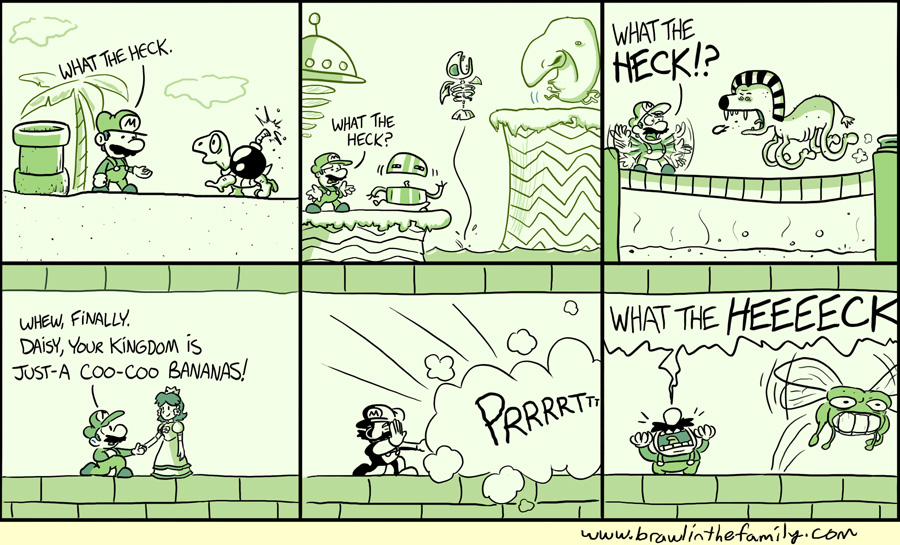 WHAT THE HECK.
WHAT THE
HECK?
WHAT THE
HECK!?
WHEW, FINALLY.
DAISY, YOUR KINGDOM IS
JUST-A COO-COO BANANAS!
PRRRRTTT
WHAT THE HEEEECK
www.brawlinthefamily.com